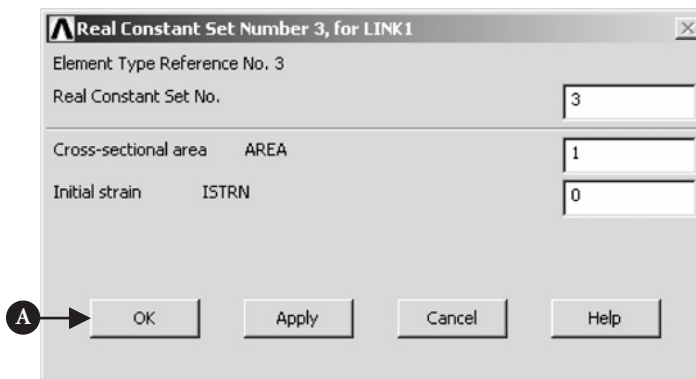 Real Constant Set Number 3, for LINK1
Element Type Reference No. 3
Real Constant Set No. 3
Cross-sectional area AREA 1
Initial strain ISTRN 0
A OK Apply Cancel Help